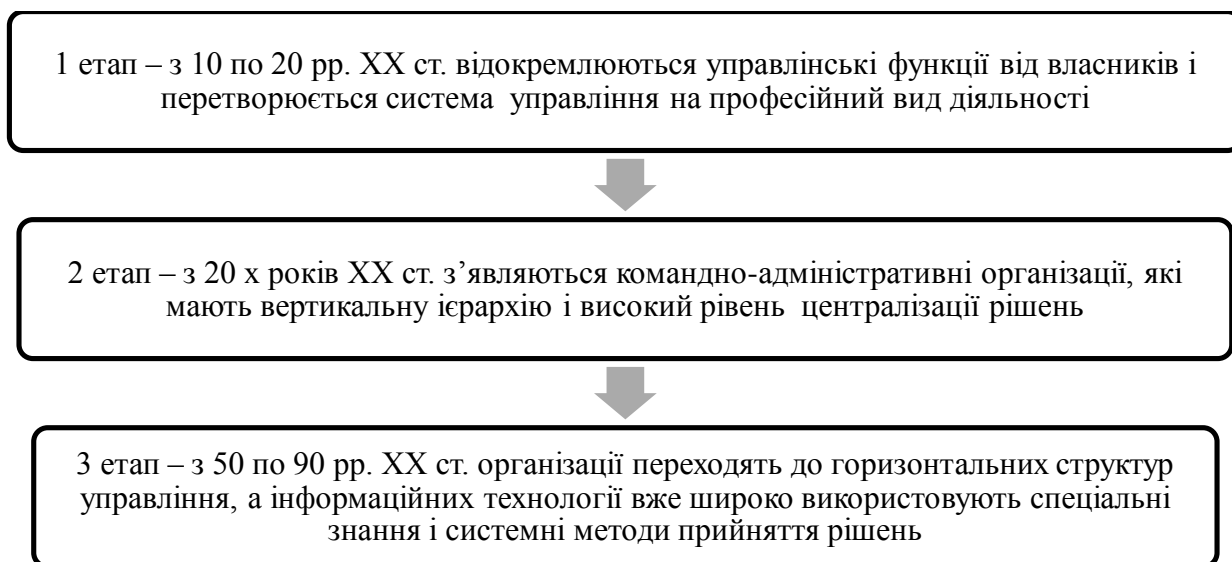 1 етап – з 10 по 20 рр. ХХ ст. відокремлюються управлінські функції від власників і
перетворюється система управління на професійний вид діяльності
2 етап – з 20 х років ХХ ст. з’являються командно-адміністративні організації, які
мають вертикальну ієрархію і високий рівень централізації рішень
3 етап – з 50 по 90 рр. ХХ ст. організації переходять до горизонтальних структур
управління, а інформаційних технології вже широко використовують спеціальні
знання і системні методи прийняття рішень